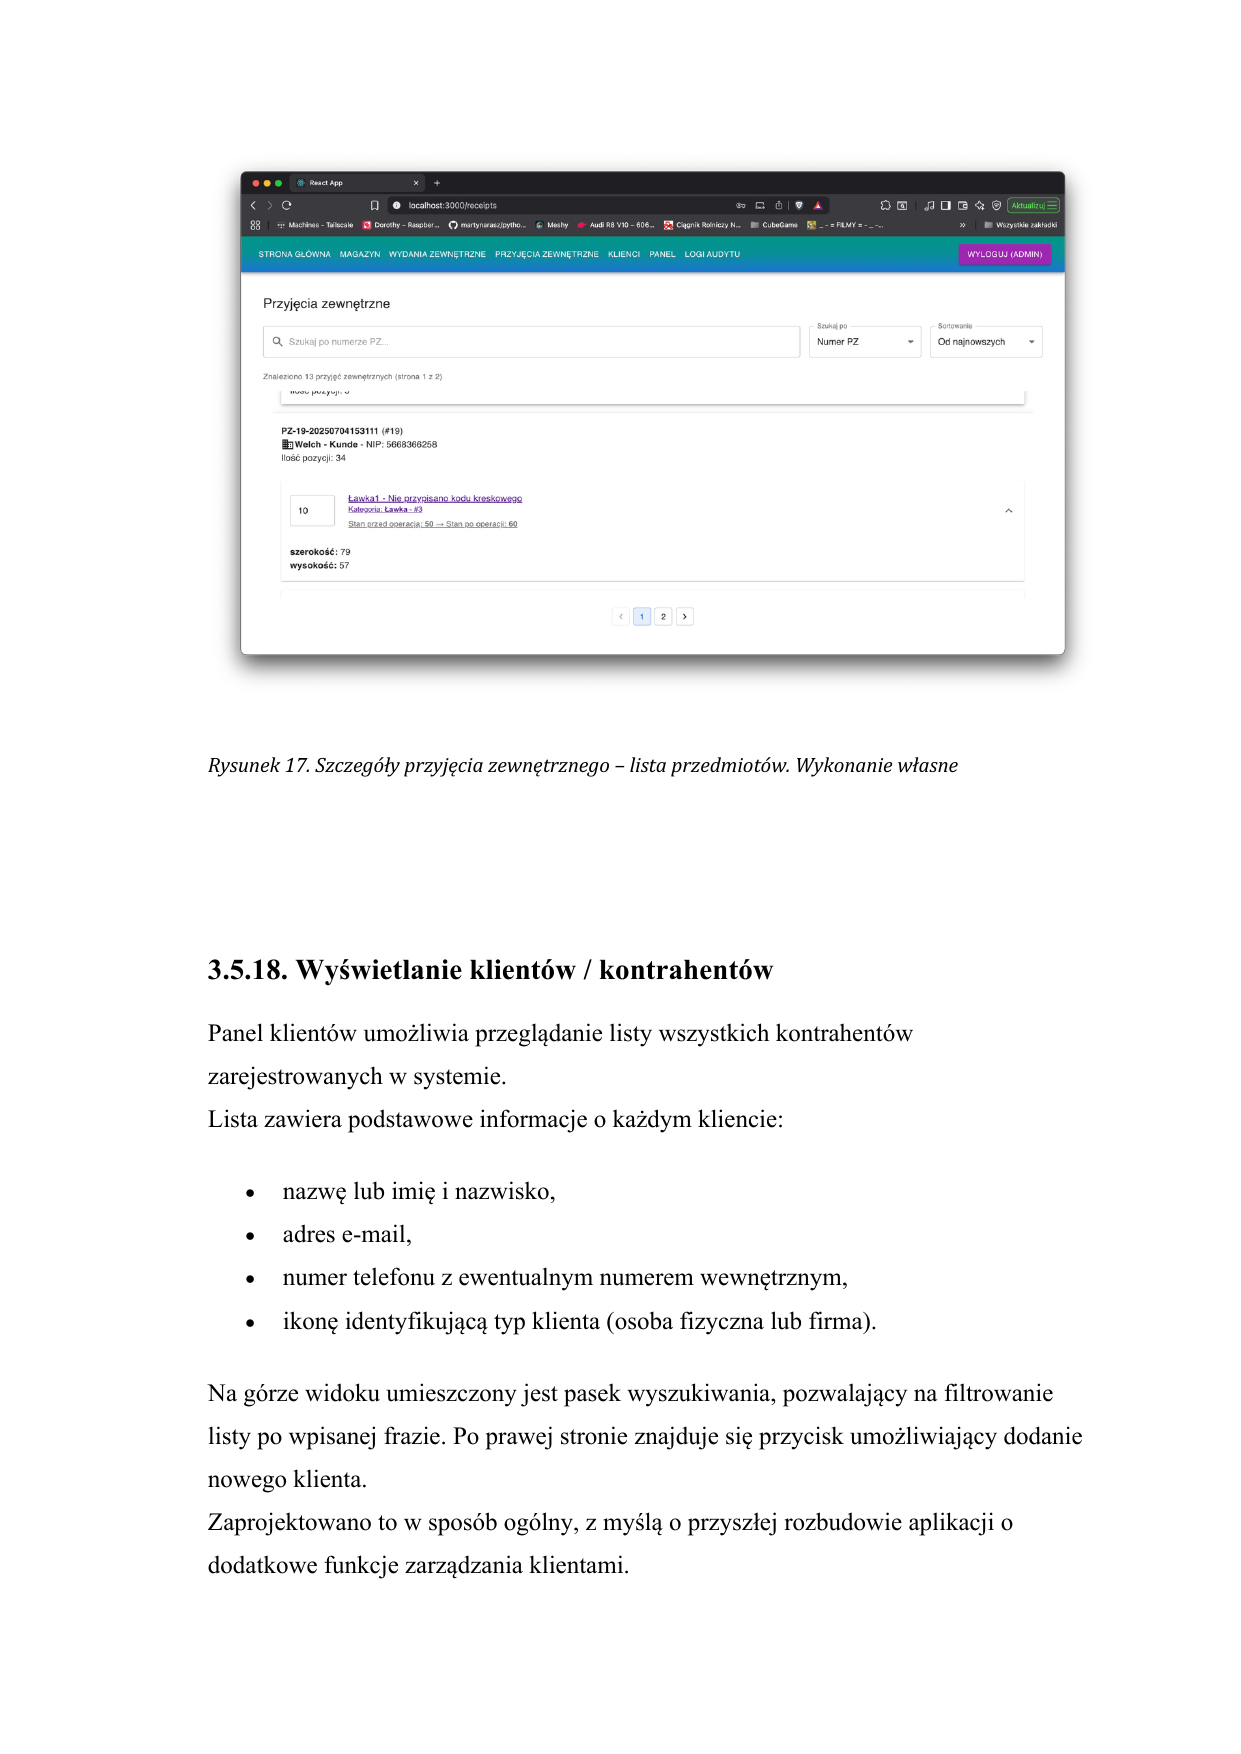 React App
localhost:3000/receipts
Aktualizuj
Machines – Tailscale
Dorothy – Raspber...
martynarasz/pytho...
Meshy
Audi R8 V10 – 606...
Ciągnik Rolniczy N...
CubeGame
_ - = FILMY = - _ -...
Wszystkie zakładki
STRONA GŁÓWNA MAGAZYN WYDANIA ZEWNĘTRZNE PRZYJĘCIA ZEWNĘTRZNE KLIENCI PANEL LOGI AUDYTU
WYLOGUJ (ADMIN)
Przyjęcia zewnętrzne
Szukaj po numerze PZ...
Szukaj po
Numer PZ
Sortowanie
Od najnowszych
Znaleziono 13 przyjęć zewnętrznych (strona 1 z 2)
Ilość pozycji: 5
PZ-19-20250704153111 (#19)
Welch - Kunde - NIP: 5668366258
Ilość pozycji: 34
10
Ławka1 - Nie przypisano kodu kreskowego
Kategoria: Ławka - #3
Stan przed operacją: 50 → Stan po operacji: 60
szerokość: 79
wysokość: 57
1 2
Rysunek 17. Szczegóły przyjęcia zewnętrznego – lista przedmiotów. Wykonanie własne
3.5.18. Wyświetlanie klientów / kontrahentów
Panel klientów umożliwia przeglądanie listy wszystkich kontrahentów
zarejestrowanych w systemie.
Lista zawiera podstawowe informacje o każdym kliencie:
• nazwę lub imię i nazwisko,
• adres e-mail,
• numer telefonu z ewentualnym numerem wewnętrznym,
• ikonę identyfikującą typ klienta (osoba fizyczna lub firma).
Na górze widoku umieszczony jest pasek wyszukiwania, pozwalający na filtrowanie
listy po wpisanej frazie. Po prawej stronie znajduje się przycisk umożliwiający dodanie
nowego klienta.
Zaprojektowano to w sposób ogólny, z myślą o przyszłej rozbudowie aplikacji o
dodatkowe funkcje zarządzania klientami.